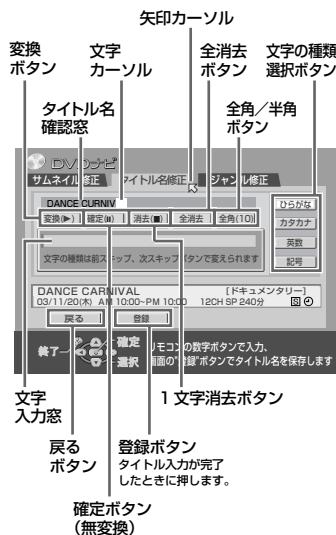 矢印カーソル
変換
ボタン
文字
カーソル
全消去
ボタン
文字の種類
選択ボタン
タイトル名
確認窓
全角／半角
ボタン
DVDナビ
サムネイル修正
タイトル名修正
ジャンル修正
DANCE CURNIV
変換(▶)
確定(Ⅱ)
消去(■)
全消去
全角(10)
ひらがな
カタカナ
英数
記号
文字の種類は前スキップ、次スキップボタンで変えられます
DANCE CARNIVAL
[ドキュメンタリー]
03/11/20(木) AM 10:00~PM 10:00 12CH SP 240分 S
戻る
登録
終了
確定
選択
リモコンの数字ボタンで入力、
画面の"登録"ボタンでタイトル名を保存します
文字
入力窓
1文字消去ボタン
戻る
ボタン
登録ボタン
タイトル入力が完了
したときに押します。
確定ボタン
(無変換)